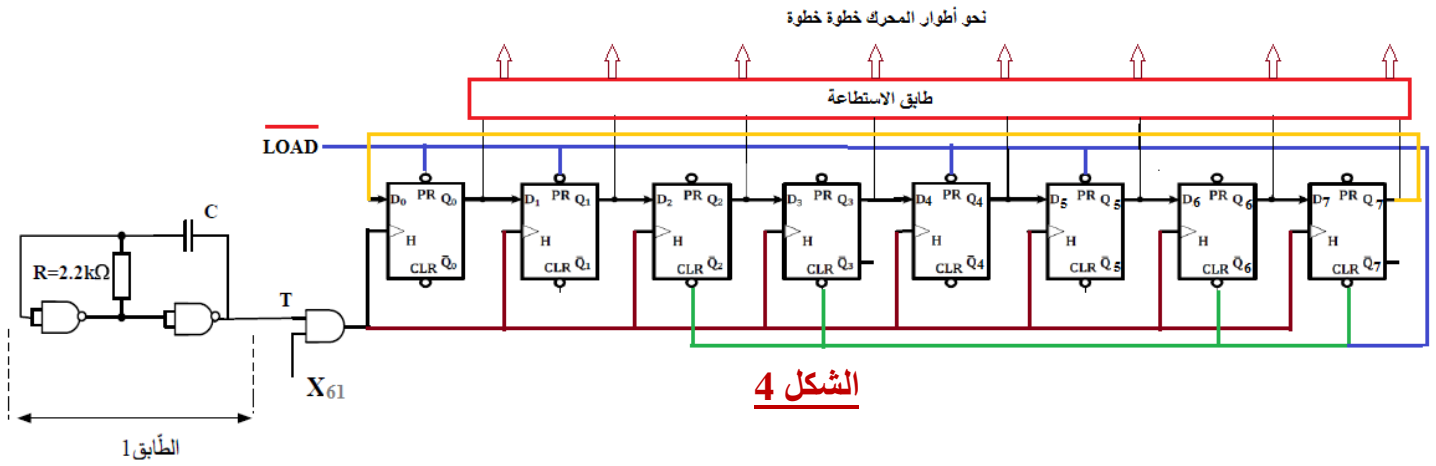 نحو أطوار المحرك خطوة خطوة
طابق الاستطاعة
LOAD
D0 PR Q0 H CLR Q̅0
D1 PR Q1 H CLR Q̅1
D2 PR Q2 H CLR Q̅2
D3 PR Q3 H CLR Q̅3
D4 PR Q4 H CLR Q̅4
D5 PR Q5 H CLR Q̅5
D6 PR Q6 H CLR Q̅6
D7 PR Q7 H CLR Q̅7
C
R=2.2kΩ
T
X61
الشكل 4
الطّابق1